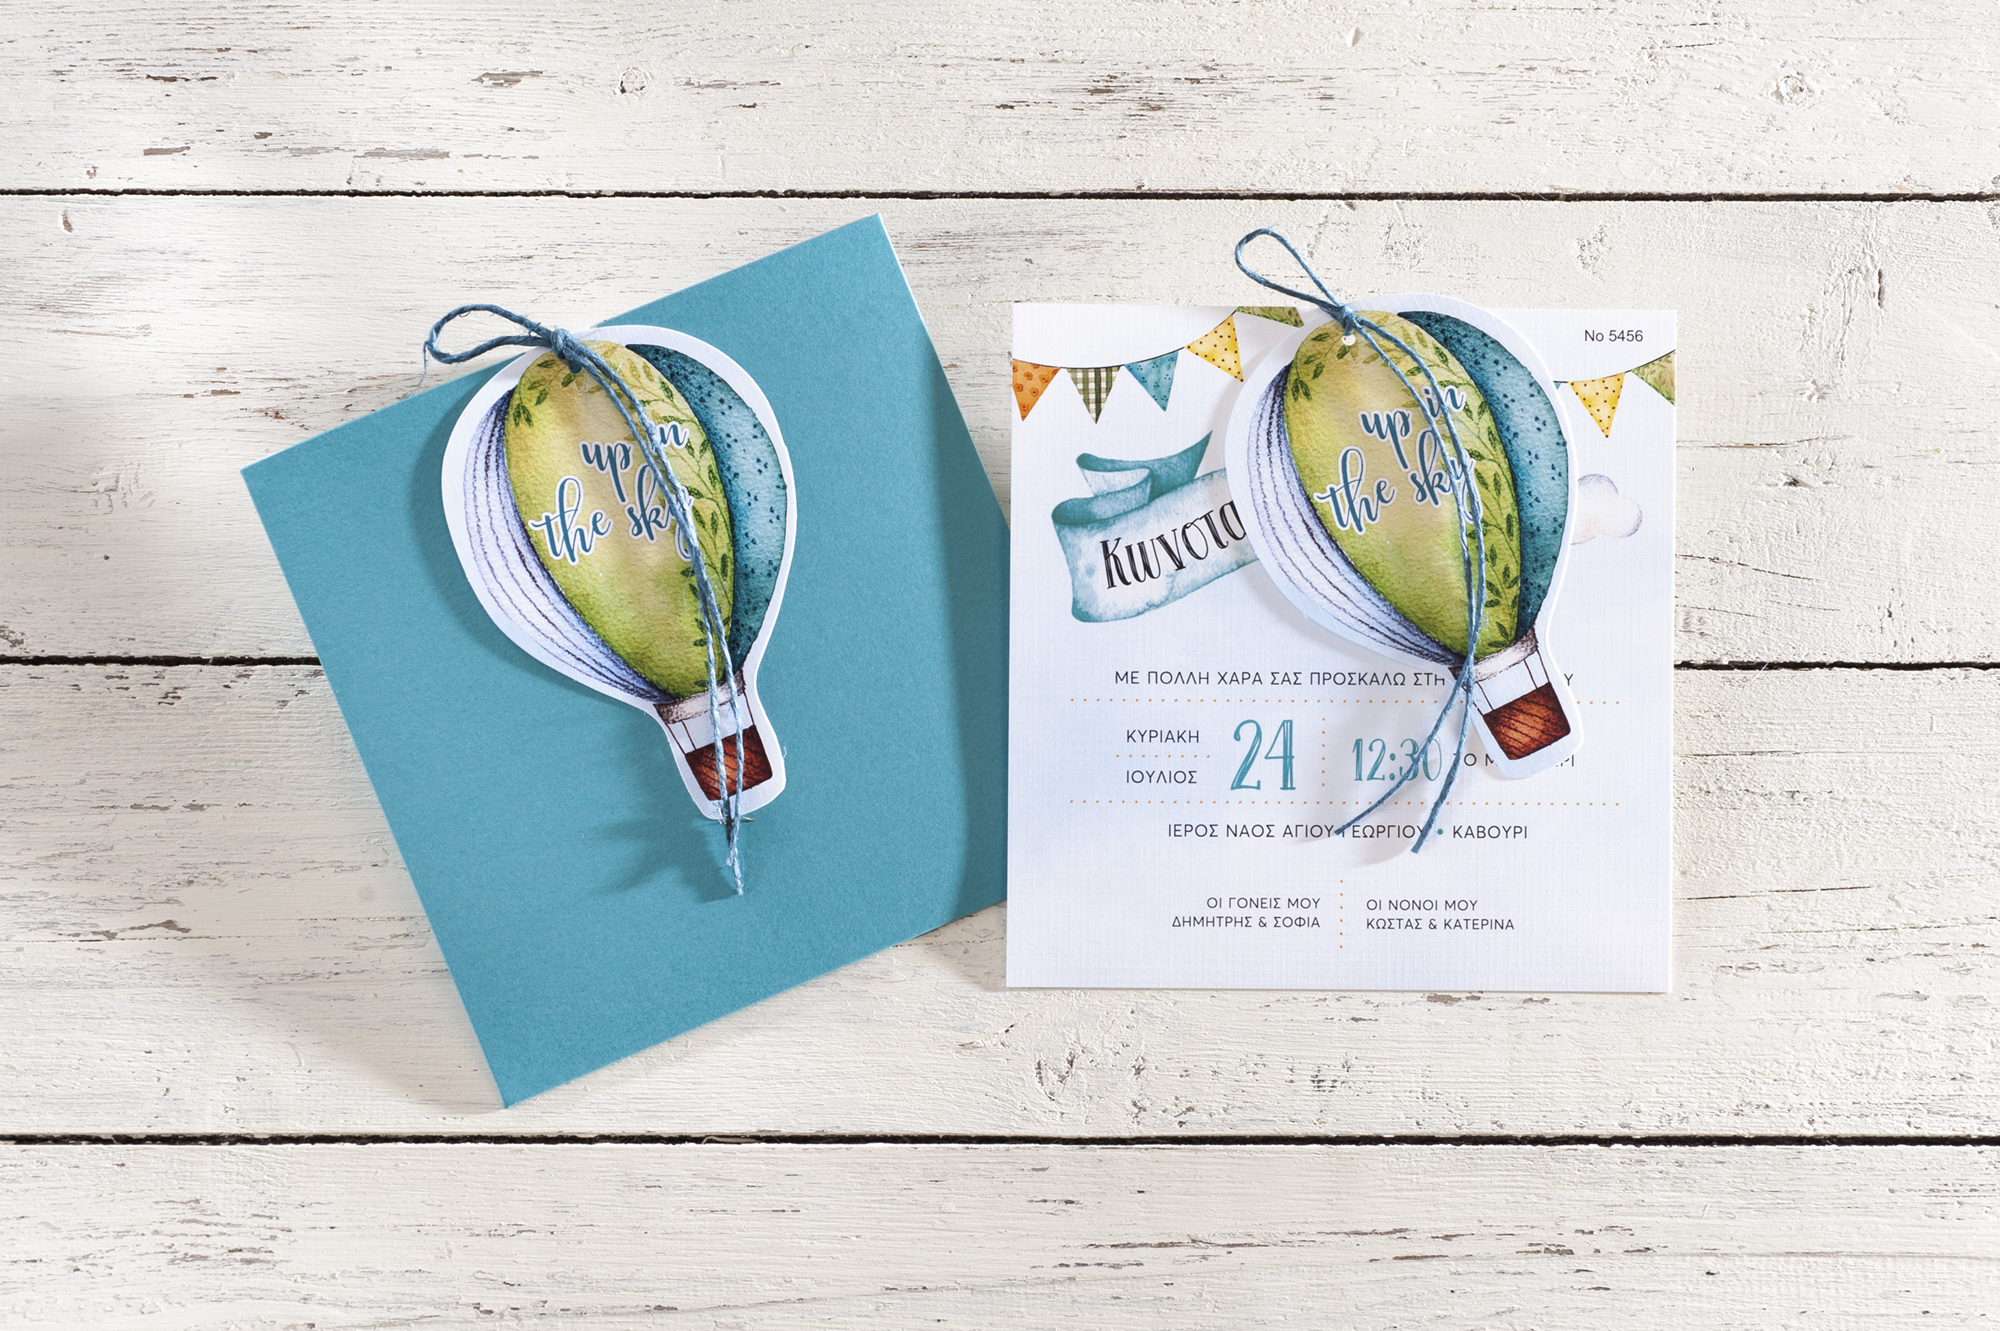 up in
the sky
No 5456
up in
the sky
Κωνστα
ΜΕ ΠΟΛΛΗ ΧΑΡΑ ΣΑΣ ΠΡΟΣΚΑΛΩ ΣΤΗ
ΚΥΡΙΑΚΗ
ΙΟΥΛΙΟΣ
24
12:30 ΤΟ
ΙΕΡΟΣ ΝΑΟΣ ΑΓΙΟΥ ΓΕΩΡΓΙΟΥ • ΚΑΒΟΥΡΙ
ΟΙ ΓΟΝΕΙΣ ΜΟΥ
ΔΗΜΗΤΡΗΣ & ΣΟΦΙΑ
ΟΙ ΝΟΝΟΙ ΜΟΥ
ΚΩΣΤΑΣ & ΚΑΤΕΡΙΝΑ